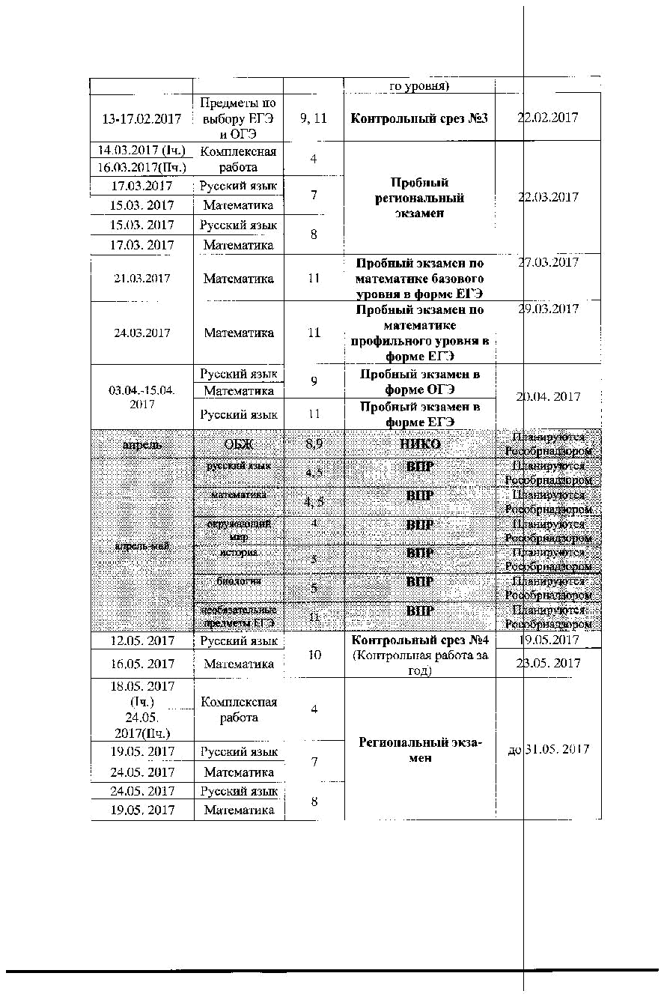 го уровня)
13-17.02.2017
Предметы по
выбору ЕГЭ
и ОГЭ
9, 11
Контрольный срез №3
22.02.2017
14.03.2017 (Iч.)
16.03.2017(IIч.)
Комплексная
работа
4
Пробный
региональный
экзамен
22.03.2017
17.03.2017
Русский язык
7
15.03. 2017
Математика
15.03. 2017
Русский язык
8
17.03. 2017
Математика
21.03.2017
Математика
11
Пробный экзамен по
математике базового
уровня в форме ЕГЭ
27.03.2017
24.03.2017
Математика
11
Пробный экзамен по
математике
профильного уровня в
форме ЕГЭ
29.03.2017
03.04.-15.04.
2017
Русский язык
Математика
9
Пробный экзамен в
форме ОГЭ
20.04. 2017
Русский язык
11
Пробный экзамен в
форме ЕГЭ
апрель
ОБЖ
8,9
НИКО
Планируются
Рособрнадзором
апрель-май
русский язык
4, 5
ВПР
Планируются
Рособрнадзором
математика
4, 5
ВПР
Планируются
Рособрнадзором
окружающий
мир
4
ВПР
Планируются
Рособрнадзором
история
5
ВПР
Планируются
Рособрнадзором
биология
5
ВПР
Планируются
Рособрнадзором
необязательные
предметы ЕГЭ
11
ВПР
Планируются
Рособрнадзором
12.05. 2017
Русский язык
10
Контрольный срез №4
(Контрольная работа за
год)
19.05.2017
16.05. 2017
Математика
23.05. 2017
18.05. 2017
(Iч.)
24.05.
2017(IIч.)
Комплексная
работа
4
Региональный экза-
мен
до 31.05. 2017
19.05. 2017
Русский язык
7
24.05. 2017
Математика
24.05. 2017
Русский язык
8
19.05. 2017
Математика